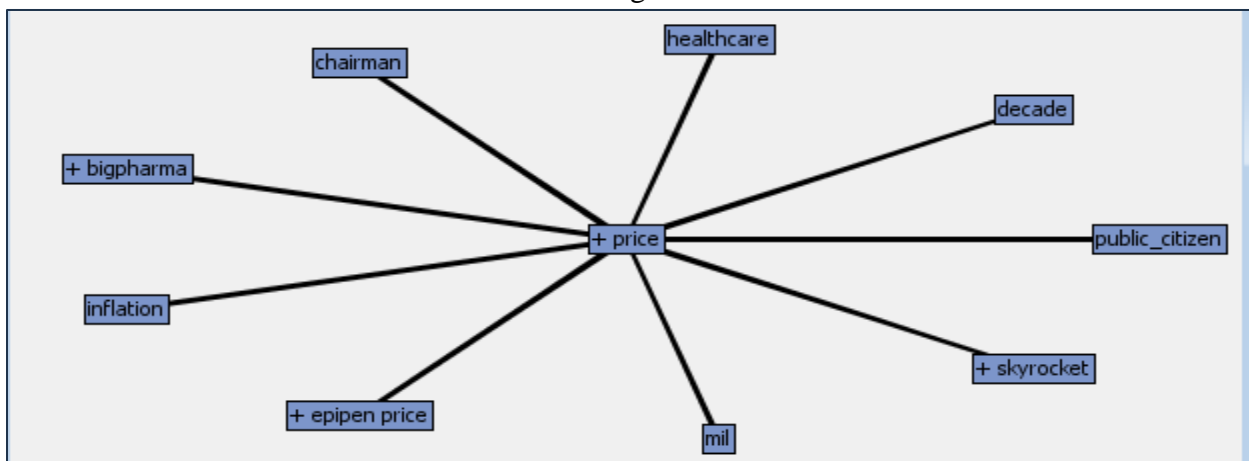 healthcare
chairman
decade
+ bigpharma
+ price
public_citizen
inflation
+ skyrocket
+ epipen price
mil